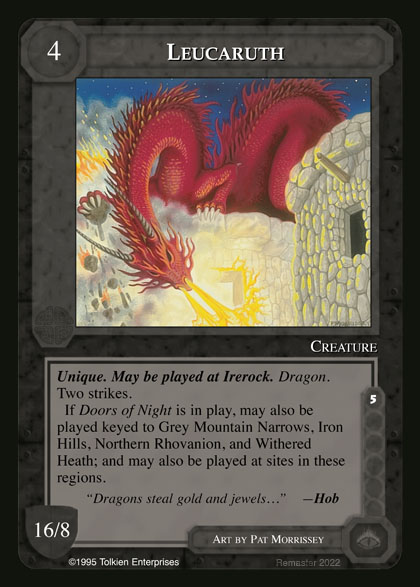 4
LEUCARUTH
CREATURE
Unique. May be played at Irerock. Dragon.
Two strikes.
If Doors of Night is in play, may also be
played keyed to Grey Mountain Narrows, Iron
Hills, Northern Rhovanion, and Withered
Heath; and may also be played at sites in these
regions.
“Dragons steal gold and jewels…” —Hob
5
16/8
ART BY PAT MORRISSEY
©1995 Tolkien Enterprises
Remaster 2022